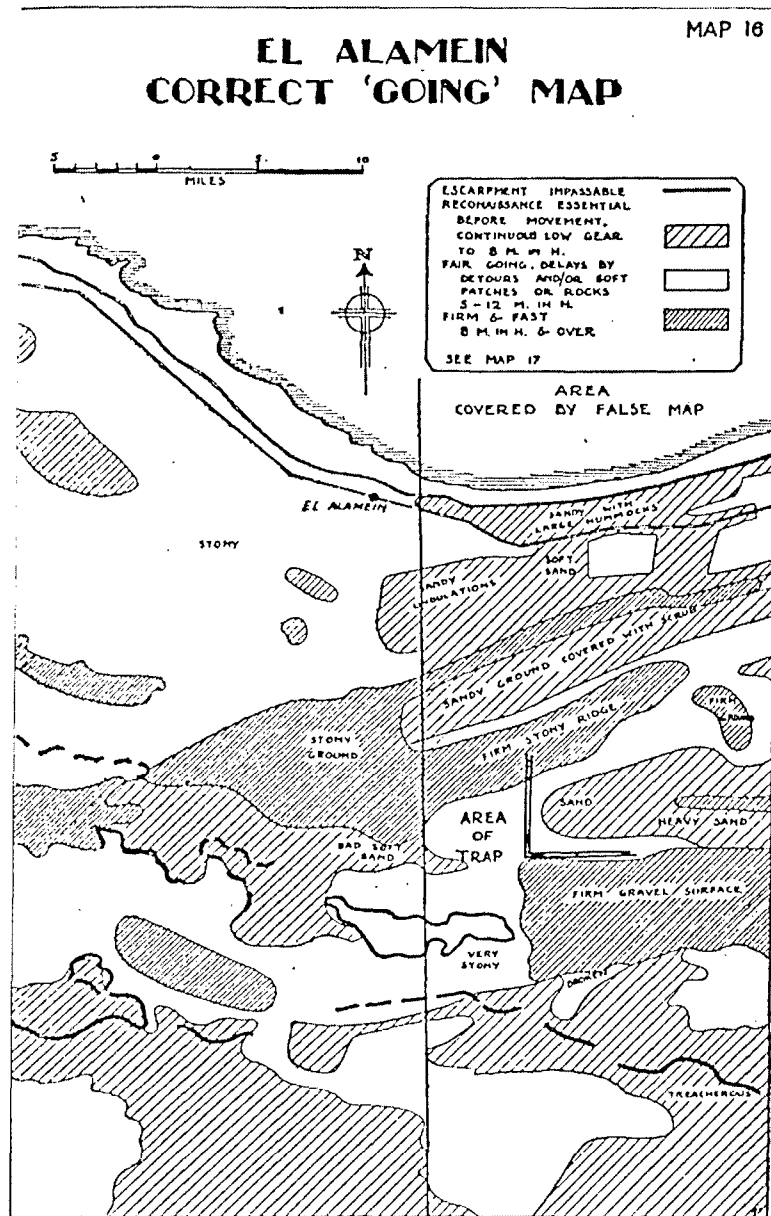 MAP 16
EL ALAMEIN
CORRECT 'GOING' MAP
5 0 5 10
MILES
ESCARPMENT IMPASSABLE
RECONAISSANCE ESSENTIAL
BEFORE MOVEMENT,
CONTINUOUS LOW GEAR
TO 8 M. IN H.
FAIR GOING, DELAYS BY
DETOURS AND/OR SOFT
PATCHES OR ROCKS
5 - 12 M. IN H.
FIRM & FAST
8 M. IN H. & OVER
SEE MAP 17
N
AREA
COVERED BY FALSE MAP
EL ALAMEIN
SANDY WITH
LARGE HUMMOCKS
STONY
SOFT
SAND
SANDY
UNDULATIONS
SANDY GROUND COVERED WITH SCRUB
FIRM
GROUND
STONY
GROUND
FIRM STONY RIDGE
SAND
HEAVY SAND
AREA
OF
TRAP
BAD SOFT
SAND
FIRM GRAVEL SURFACE
VERY
STONY
TREACHEROUS